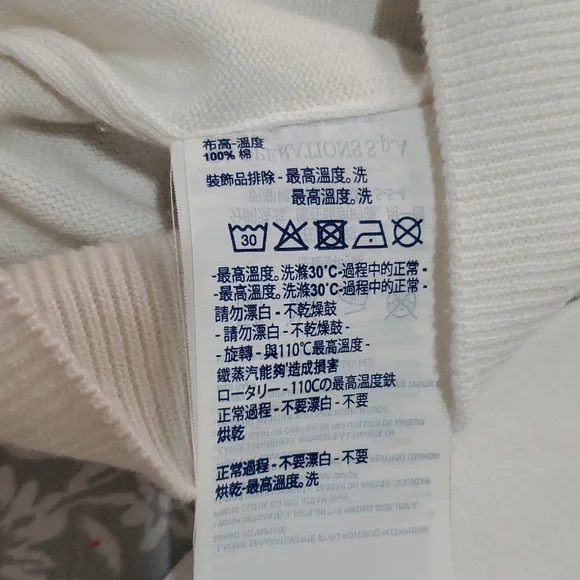 布高-溫度
100% 棉
裝飾品排除 - 最高溫度。洗
最高溫度。洗
30
-最高溫度。洗滌30°C-過程中的正常 -
-最高溫度。洗滌30°C-過程中的正常 -
請勿漂白 - 不乾燥鼓
- 請勿漂白 - 不乾燥鼓
- 旋轉 - 與110℃最高溫度 -
鐵蒸汽能夠造成損害
ロータリー - 110Cの最高温度鉄
正常過程 - 不要漂白 - 不要
烘乾
正常過程 - 不要漂白 - 不要
烘乾-最高溫度。洗